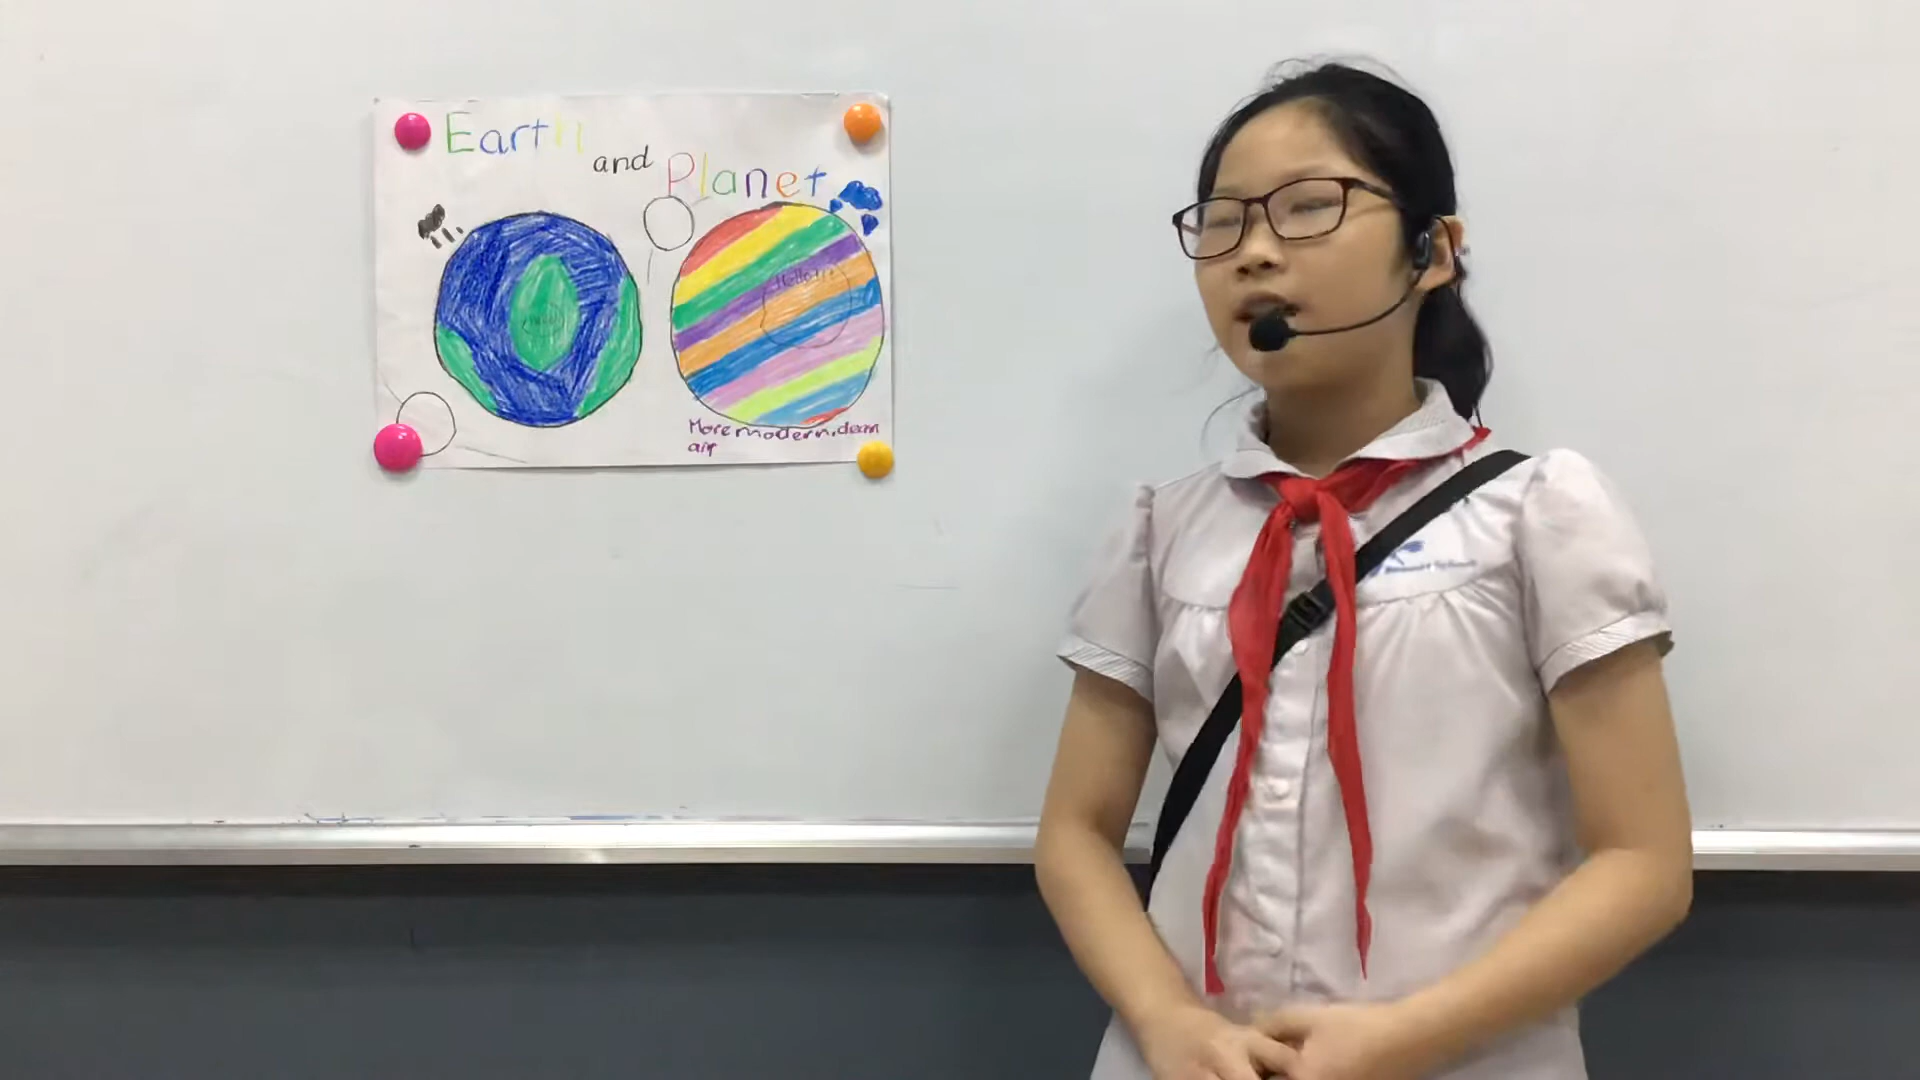 Earth
and
Planet
More modern, clean
air